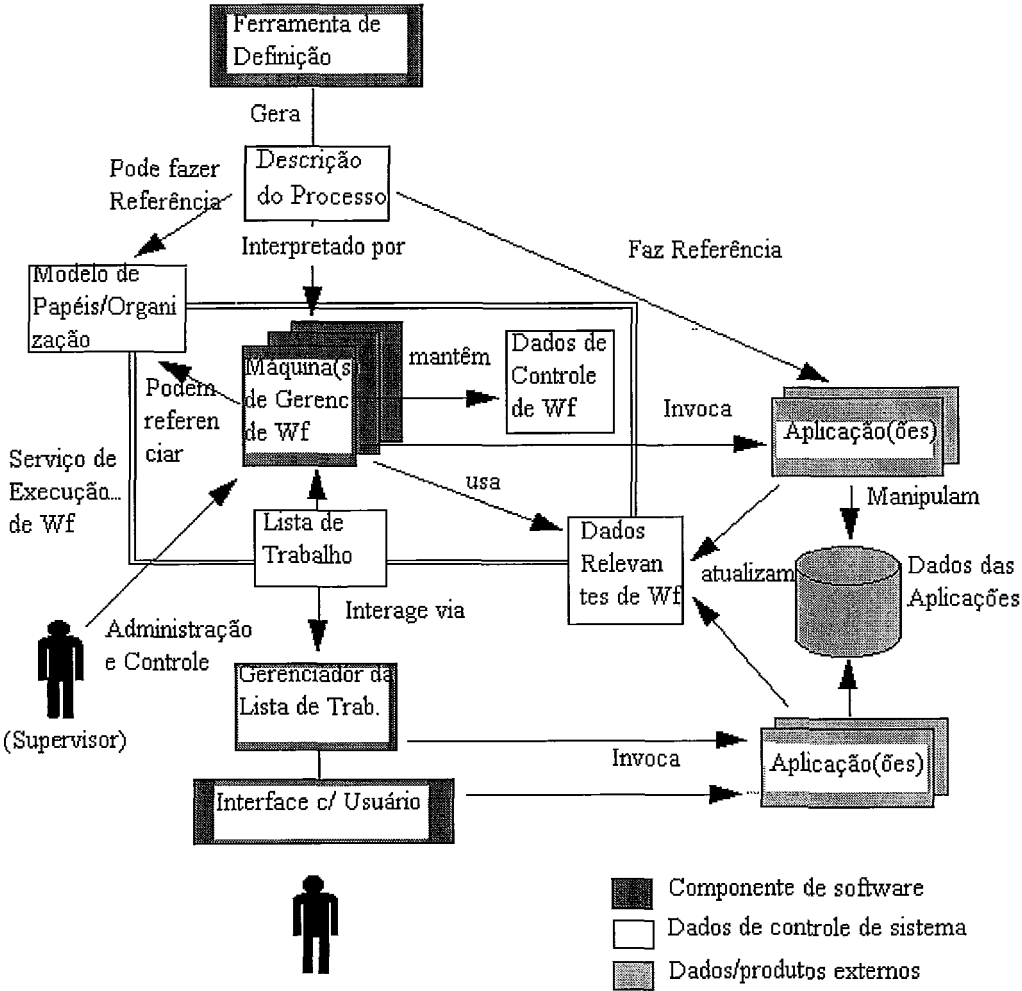 Ferramenta de
Definição
Gera
Descrição
do Processo
Pode fazer
Referência
Interpretado por
Faz Referência
Modelo de
Papéis/Organi
zação
Máquina(s
de Gerenc
de Wf
mantêm
Dados de
Controle
de Wf
Podem
referen
ciar
Invoca
Aplicação(ões)
Serviço de
Execução...
de Wf
usa
Manipulam
Lista de
Trabalho
Dados
Relevan
tes de Wf
atualizam
Dados das
Aplicações
Interage via
Administração
e Controle
(Supervisor)
Gerenciador da
Lista de Trab.
Invoca
Aplicação(ões)
Interface c/ Usuário
Componente de software
Dados de controle de sistema
Dados/produtos externos